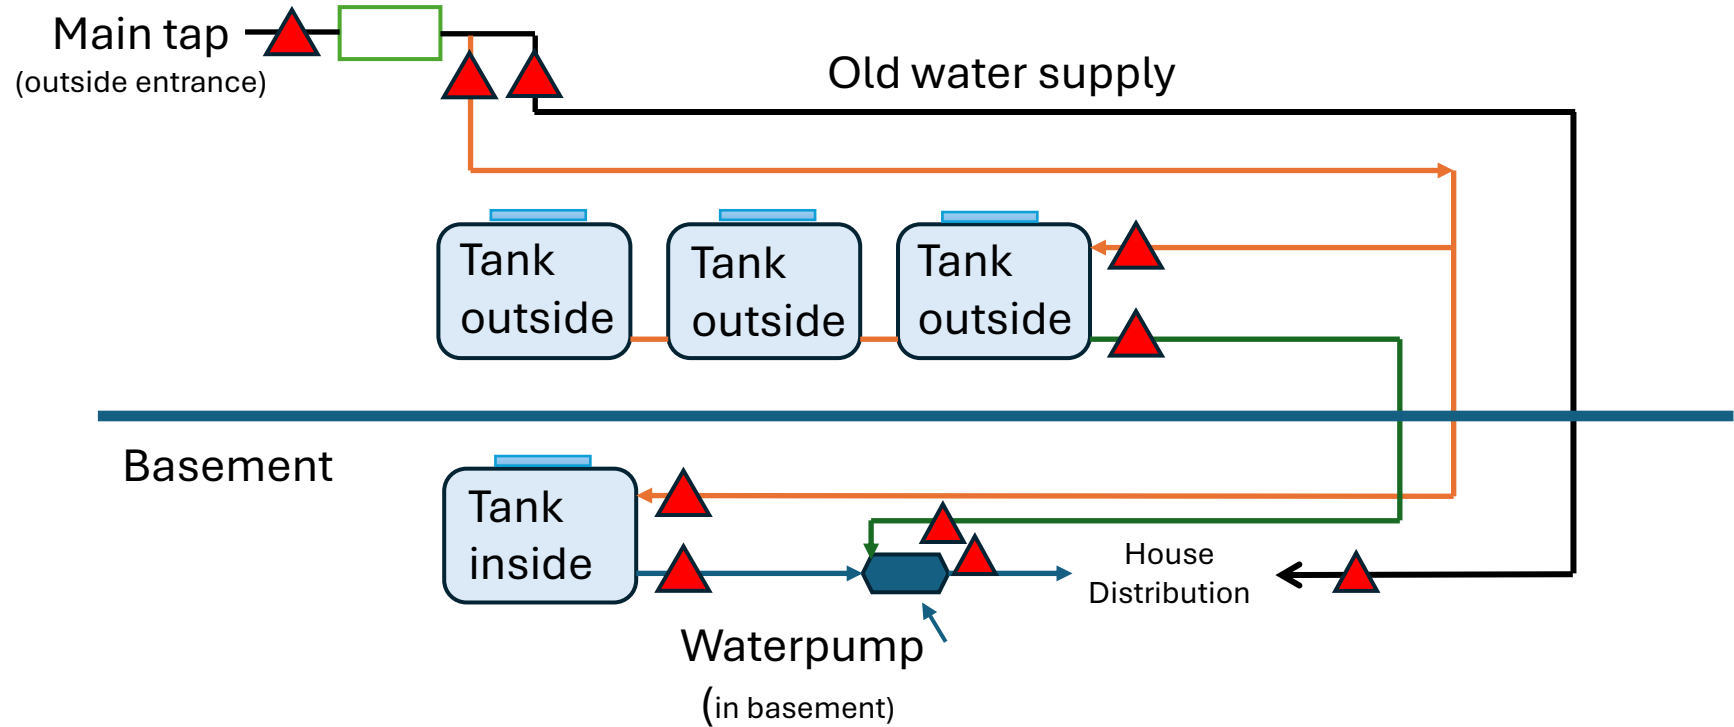 Main tap
(outside entrance)
Old water supply
Tank
outside
Tank
outside
Tank
outside
Basement
Tank
inside
House
Distribution
Waterpump
(in basement)